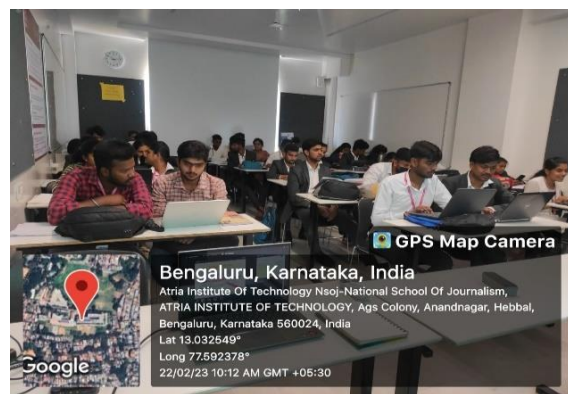 GPS Map Camera
Bengaluru, Karnataka, India
Atria Institute Of Technology Nsoj-National School Of Journalism,
ATRIA INSTITUTE OF TECHNOLOGY, Ags Colony, Anandnagar, Hebbal,
Bengaluru, Karnataka 560024, India
Lat 13.032549°
Long 77.592378°
22/02/23 10:12 AM GMT +05:30
Google